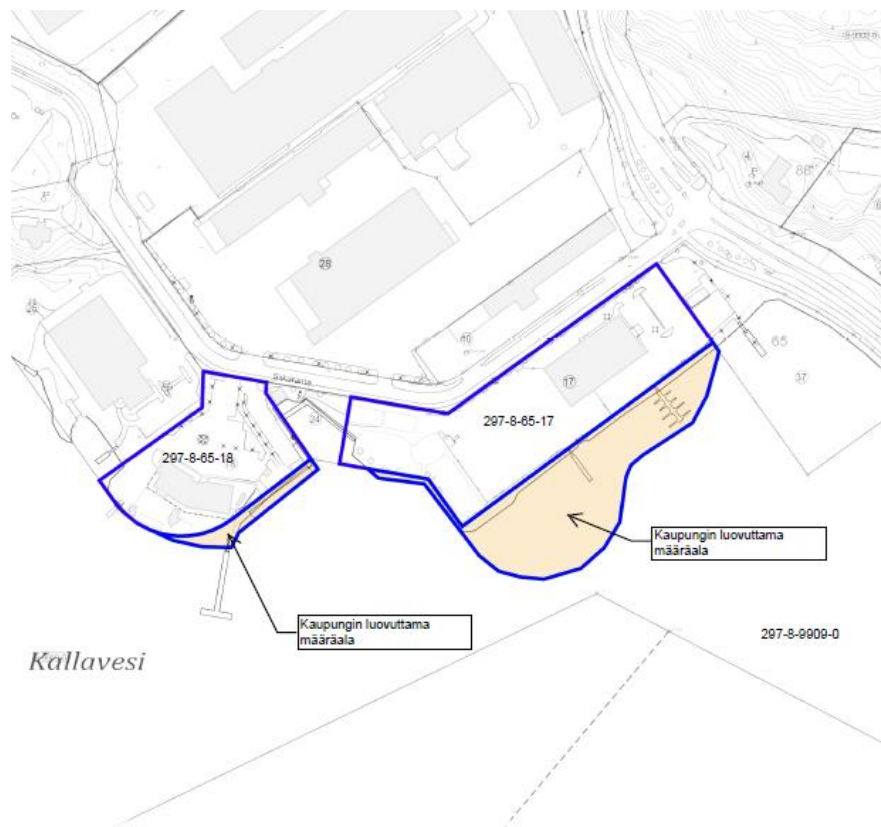 28
10
17
65
37
24
297-8-65-17
297-8-65-18
Kaupungin luovuttama
määräala
Kaupungin luovuttama
määräala
297-8-9909-0
Kallavesi